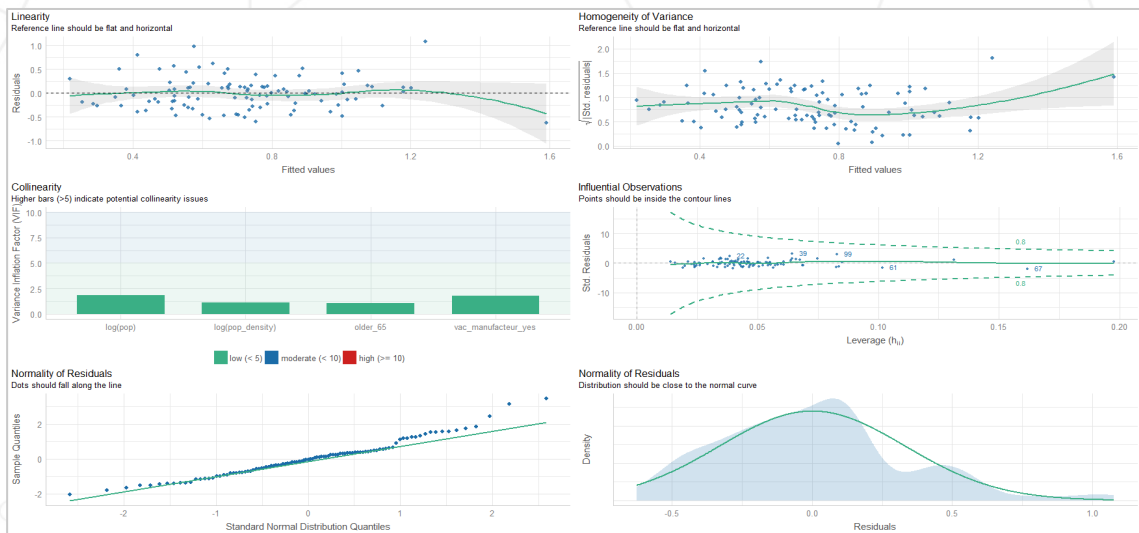 Linearity
Reference line should be flat and horizontal
Residuals
1.0
0.5
0.0
-0.5
-1.0
0.4
0.8
1.2
1.6
Fitted values
Homogeneity of Variance
Reference line should be flat and horizontal
√|Std. residuals|
2.0
1.5
1.0
0.5
0.0
0.4
0.8
1.2
1.6
Fitted values
Collinearity
Higher bars (>5) indicate potential collinearity issues
Variance Inflation Factor (VIF)
10.0
7.5
5.0
2.5
0.0
log(pop)
log(pop_density)
older_65
vac_manufacteur_yes
low (< 5)
moderate (< 10)
high (>= 10)
Influential Observations
Points should be inside the contour lines
Std. Residuals
10
0
-10
0.8
22
39
99
61
67
0.8
0.00
0.05
0.10
0.15
0.20
Leverage (hii)
Normality of Residuals
Dots should fall along the line
Sample Quantiles
2
0
-2
-2
-1
0
1
2
Standard Normal Distribution Quantiles
Normality of Residuals
Distribution should be close to the normal curve
Density
-0.5
0.0
0.5
1.0
Residuals